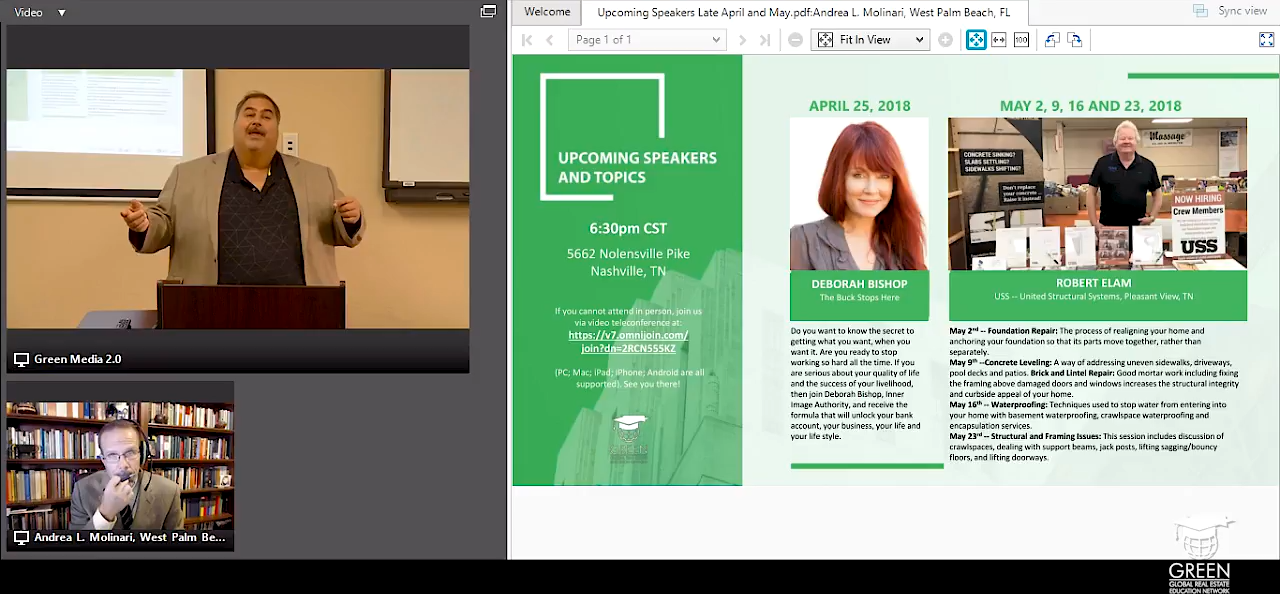 Video
Welcome
Upcoming Speakers Late April and May.pdf:Andrea L. Molinari, West Palm Beach, FL
Sync view
Page 1 of 1
Fit In View
100
UPCOMING SPEAKERS
AND TOPICS
6:30pm CST
5662 Nolensville Pike
Nashville, TN
If you cannot attend in person, join us
via video teleconference at:
https://v7.omnijoin.com/
join?dn=2RCN555KZ
(PC; Mac; iPad; iPhone; Android are all
supported). See you there!
APRIL 25, 2018
DEBORAH BISHOP
The Buck Stops Here
Do you want to know the secret to
getting what you want, when you
want it. Are you ready to stop
working so hard all the time. If you
are serious about your quality of life
and the success of your livelihood,
then join Deborah Bishop, Inner
Image Authority, and receive the
formula that will unlock your bank
account, your business, your life and
your life style.
MAY 2, 9, 16 AND 23, 2018
Massage
CONCRETE SINKING?
SLABS SETTLING?
SIDEWALKS SHIFTING?
Don't replace
your concrete...
Raise it instead!
NOW HIRING
Crew Members
USS
ROBERT ELAM
USS -- United Structural Systems, Pleasant View, TN
May 2nd -- Foundation Repair: The process of realigning your home and
anchoring your foundation so that its parts move together, rather than
separately.
May 9th --Concrete Leveling: A way of addressing uneven sidewalks, driveways,
pool decks and patios. Brick and Lintel Repair: Good mortar work including fixing
the framing above damaged doors and windows increases the structural integrity
and curbside appeal of your home.
May 16th -- Waterproofing: Techniques used to stop water from entering into
your home with basement waterproofing, crawlspace waterproofing and
encapsulation services.
May 23rd -- Structural and Framing Issues: This session includes discussion of
crawlspaces, dealing with support beams, jack posts, lifting sagging/bouncy
floors, and lifting doorways.
Green Media 2.0
Andrea L. Molinari, West Palm Be...
GREEN
GLOBAL REAL ESTATE
EDUCATION NETWORK